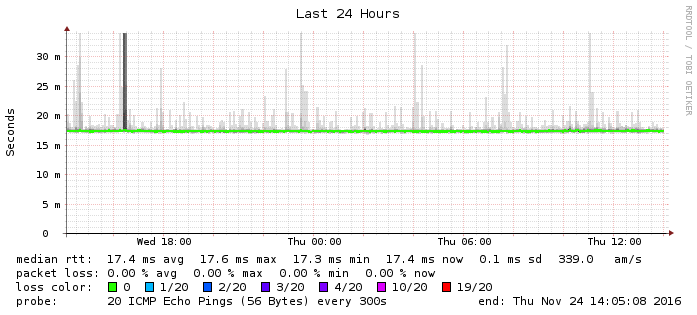 Last 24 Hours
RRDTOOL / TOBI OETIKER
Seconds
30 m
25 m
20 m
15 m
10 m
5 m
0
Wed 18:00 Thu 00:00 Thu 06:00 Thu 12:00
median rtt: 17.4 ms avg 17.6 ms max 17.3 ms min 17.4 ms now 0.1 ms sd 339.0 am/s
packet loss: 0.00 % avg 0.00 % max 0.00 % min 0.00 % now
loss color: 0 1/20 2/20 3/20 4/20 10/20 19/20
probe: 20 ICMP Echo Pings (56 Bytes) every 300s end: Thu Nov 24 14:05:08 2016